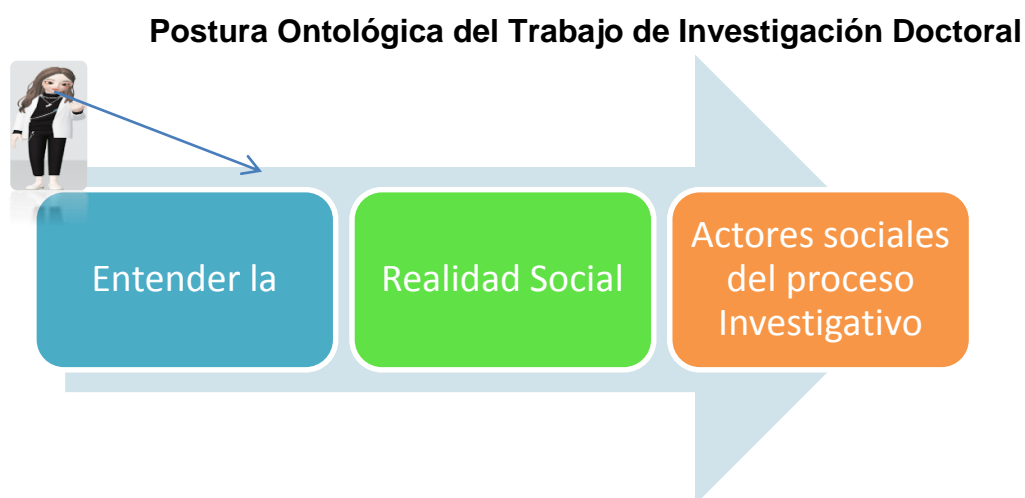 Postura Ontológica del Trabajo de Investigación Doctoral
Entender la
Realidad Social
Actores sociales
del proceso
Investigativo